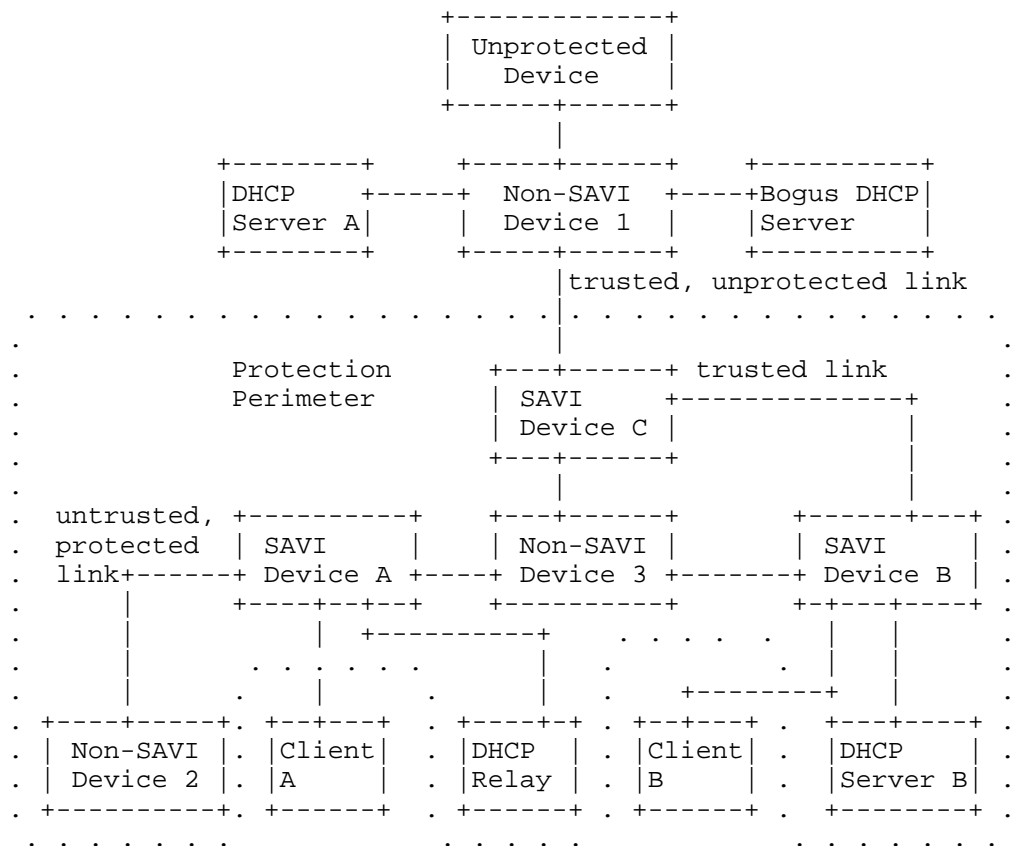 Unprotected
Device
DHCP Non-SAVI Bogus DHCP
Server A Device 1 Server
trusted, unprotected link
Protection trusted link
Perimeter SAVI
Device C
untrusted,
protected SAVI Non-SAVI SAVI
link Device A Device 3 Device B
Non-SAVI Client DHCP Client DHCP
Device 2 A Relay B Server B